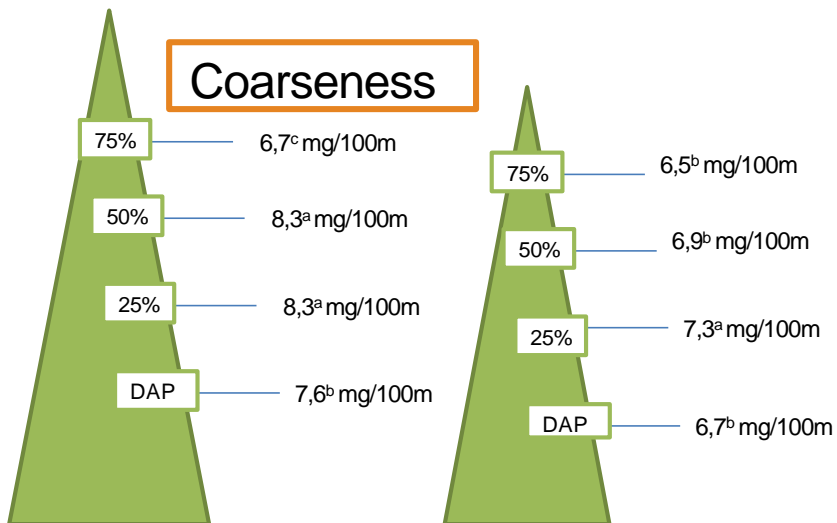 Coarseness
75%
6,7ᶜ mg/100m
50%
8,3ᵃ mg/100m
25%
8,3ᵃ mg/100m
DAP
7,6ᵇ mg/100m
75%
6,5ᵇ mg/100m
50%
6,9ᵇ mg/100m
25%
7,3ᵃ mg/100m
DAP
6,7ᵇ mg/100m